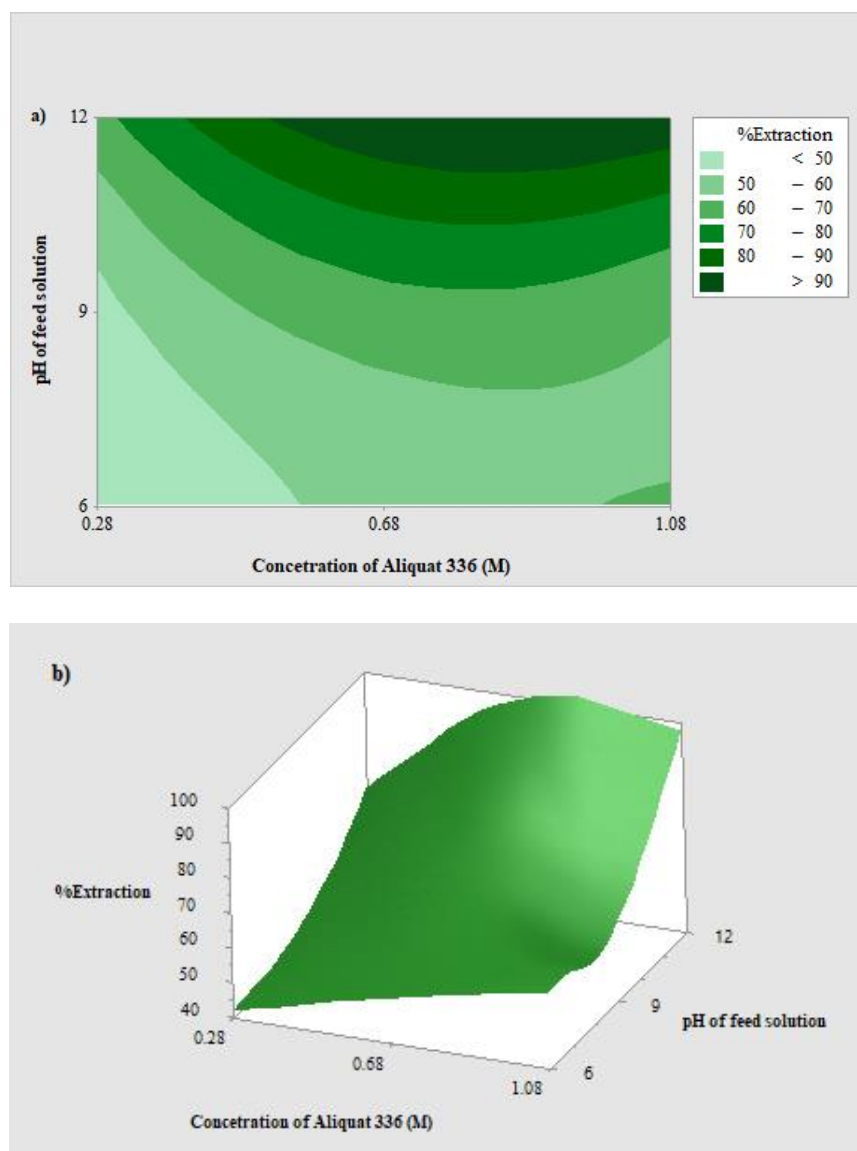 a)
12
9
6
pH of feed solution
0.28
0.68
1.08
Concetration of Aliquat 336 (M)
%Extraction
< 50
50 – 60
60 – 70
70 – 80
80 – 90
> 90
b)
100
90
80
70
60
50
40
%Extraction
0.28
0.68
1.08
Concetration of Aliquat 336 (M)
6
9
12
pH of feed solution